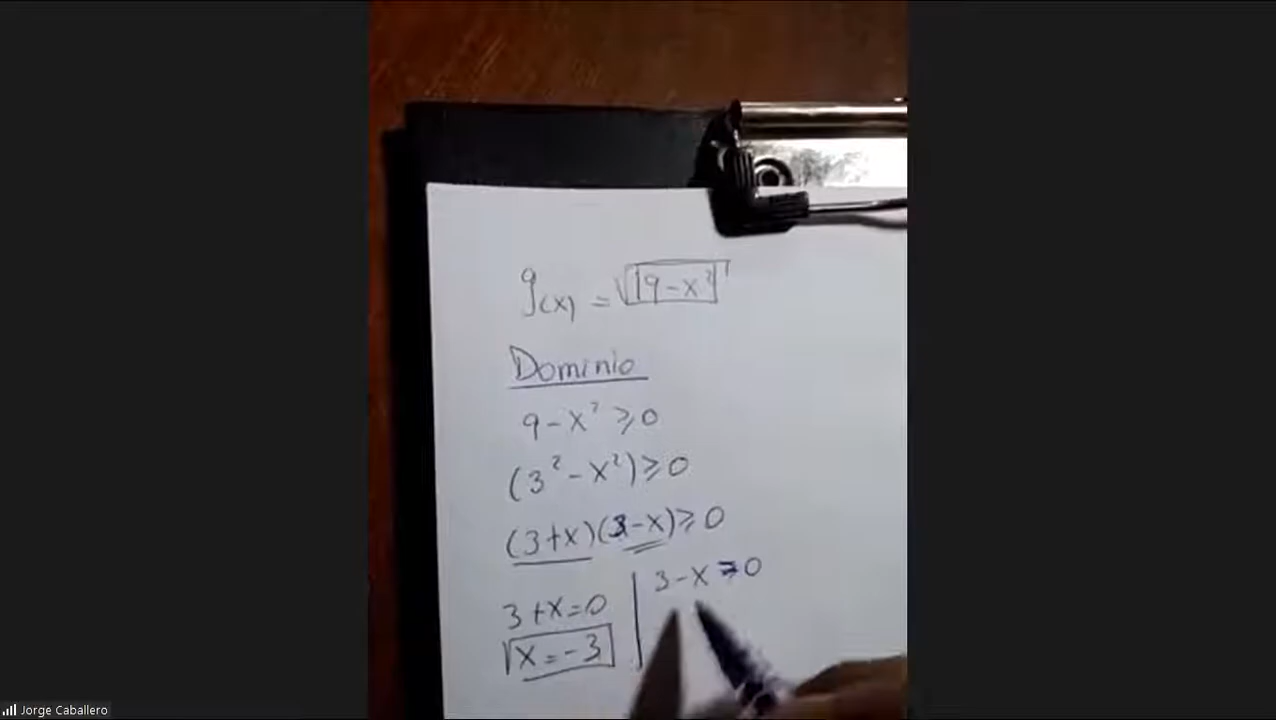 g(x) = √9-x²
Dominio
9-x² ≥ 0
(3²-x²) ≥ 0
(3+x)(3-x) ≥ 0
3+x=0
x=-3
3-x=0
Jorge Caballero